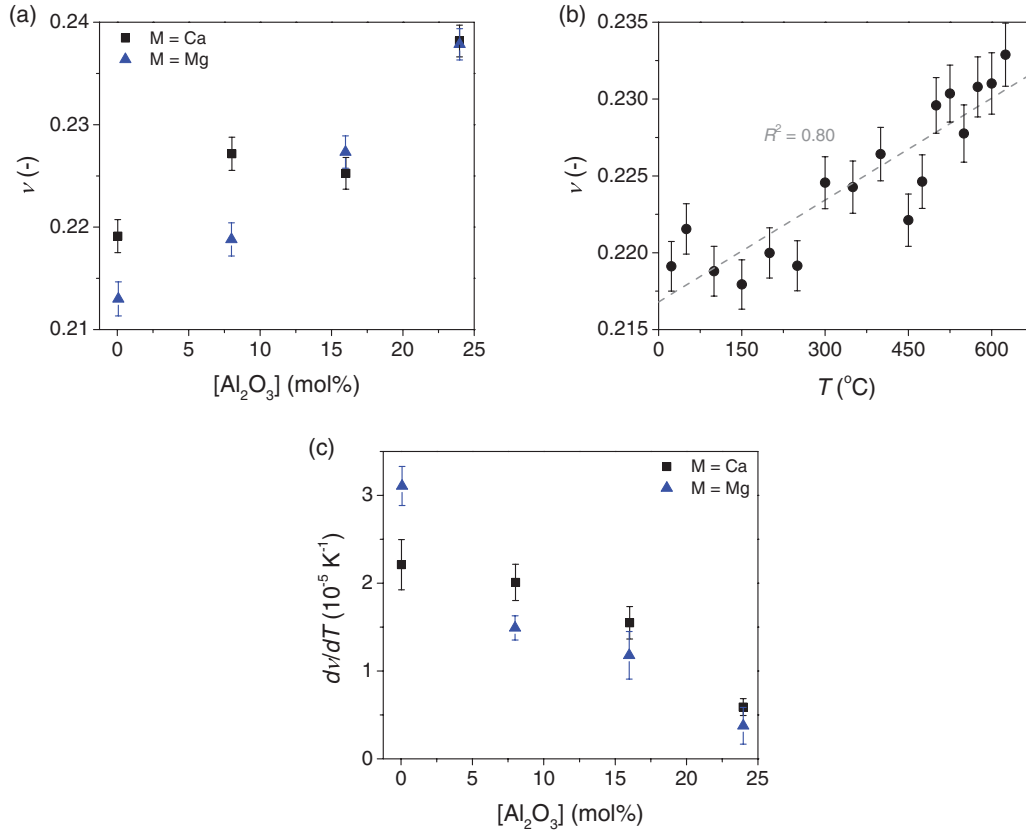 (a)
M = Ca
M = Mg
0.24
0.23
0.22
0.21
ν (-)
0 5 10 15 20 25
[Al₂O₃] (mol%)
(b)
0.235
0.230
0.225
0.220
0.215
ν (-)
R² = 0.80
0 150 300 450 600
T (°C)
(c)
M = Ca
M = Mg
3
2
1
0
dν/dT (10⁻⁵ K⁻¹)
0 5 10 15 20 25
[Al₂O₃] (mol%)